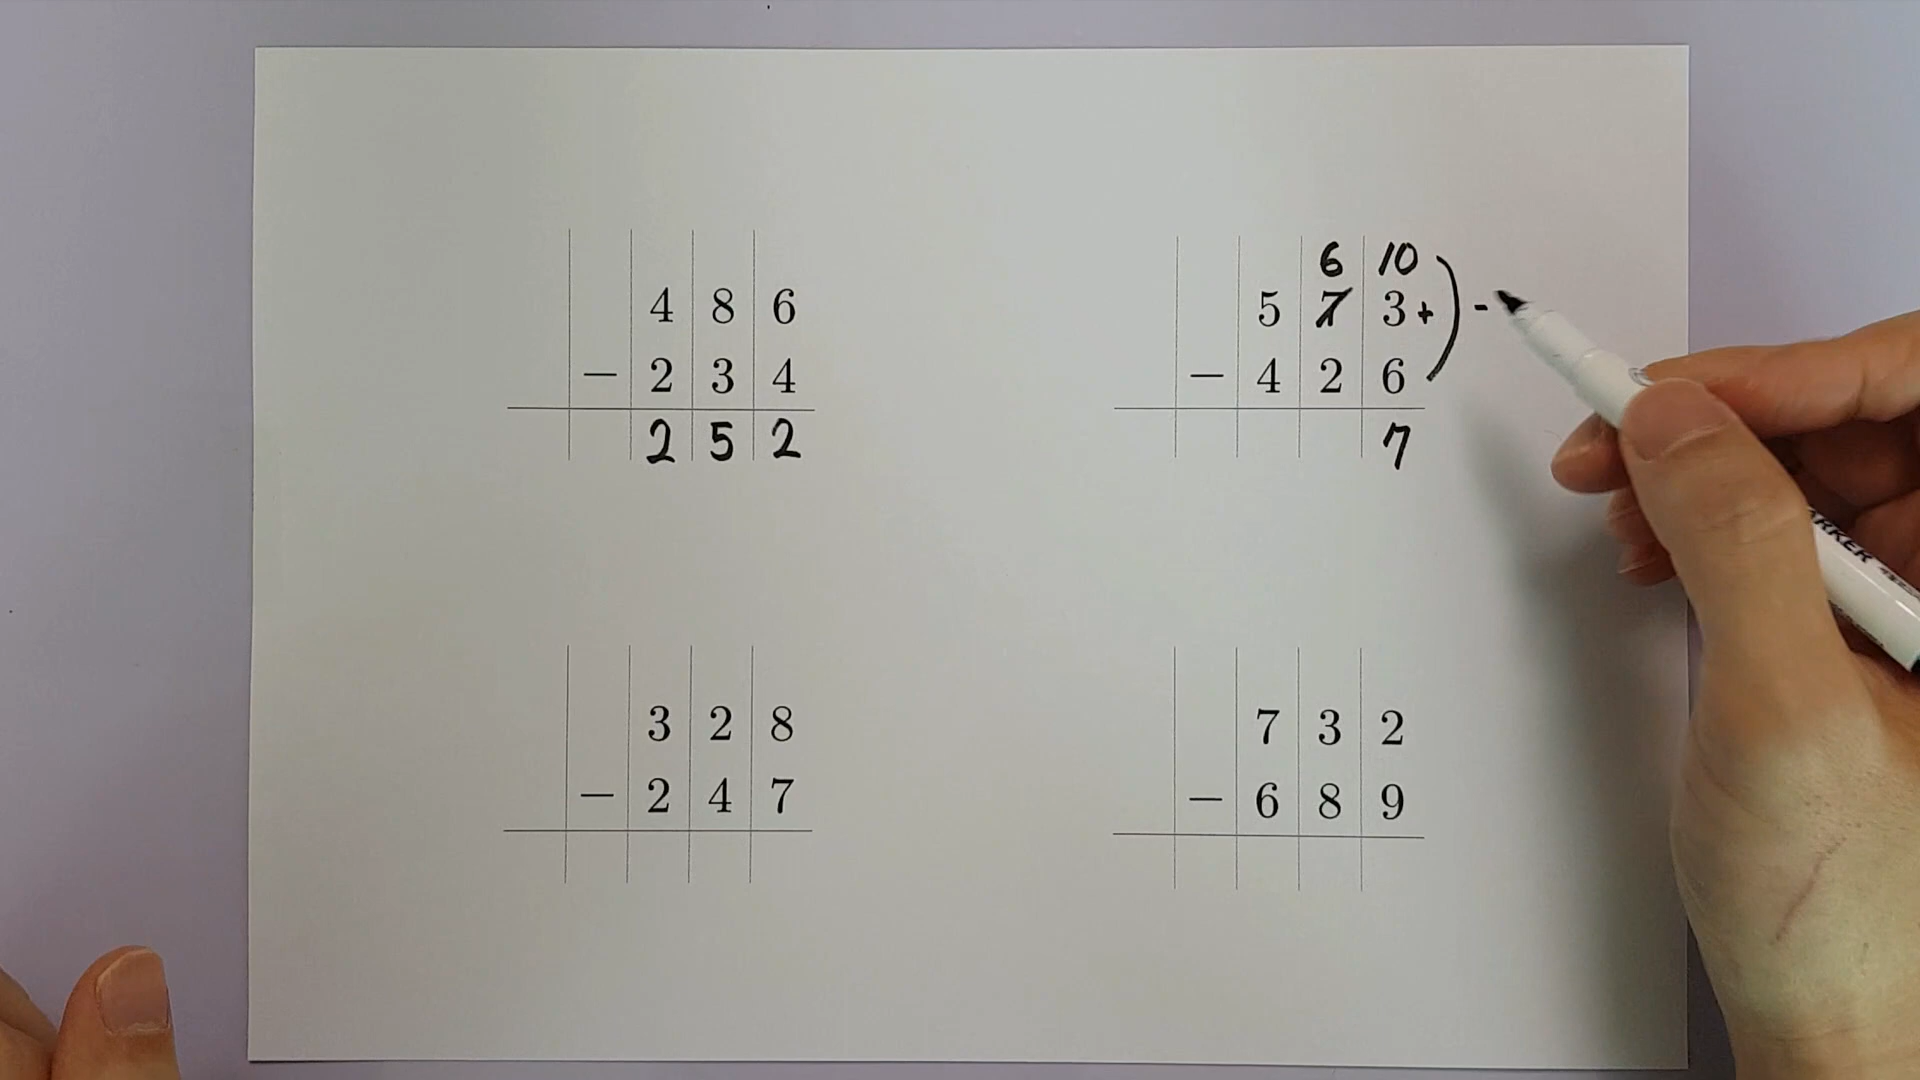 4 8 6
− 2 3 4
2 5 2
6 10
5 7 3 + -
− 4 2 6
7
3 2 8
− 2 4 7
7 3 2
− 6 8 9
ARKER